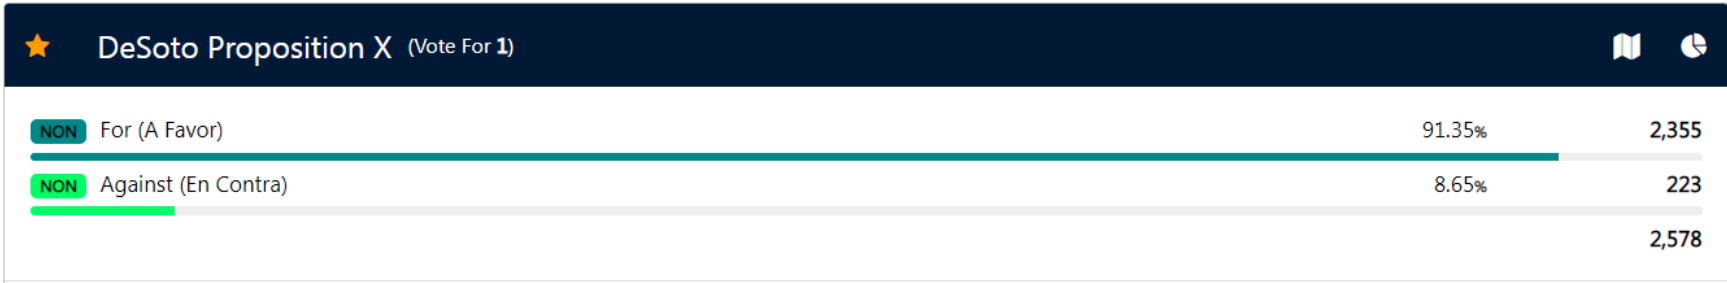 DeSoto Proposition X (Vote For 1)
NON For (A Favor) 91.35% 2,355
NON Against (En Contra) 8.65% 223
2,578